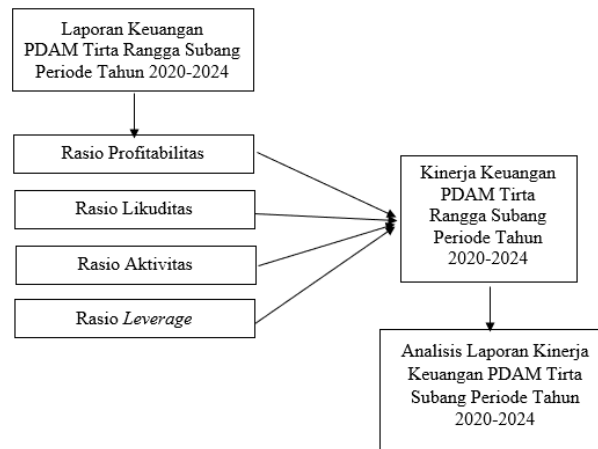 Laporan Keuangan
PDAM Tirta Rangga Subang
Periode Tahun 2020-2024
Rasio Profitabilitas
Rasio Likuditas
Rasio Aktivitas
Rasio Leverage
Kinerja Keuangan
PDAM Tirta
Rangga Subang
Periode Tahun
2020-2024
Analisis Laporan Kinerja
Keuangan PDAM Tirta
Subang Periode Tahun
2020-2024